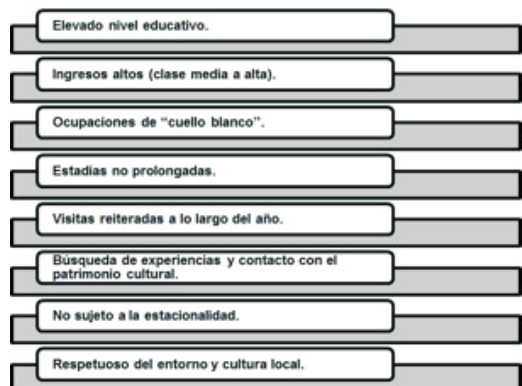 Elevado nivel educativo.
Ingresos altos (clase media a alta).
Ocupaciones de “cuello blanco”.
Estadías no prolongadas.
Visitas reiteradas a lo largo del año.
Búsqueda de experiencias y contacto con el
patrimonio cultural.
No sujeto a la estacionalidad.
Respetuoso del entorno y cultura local.